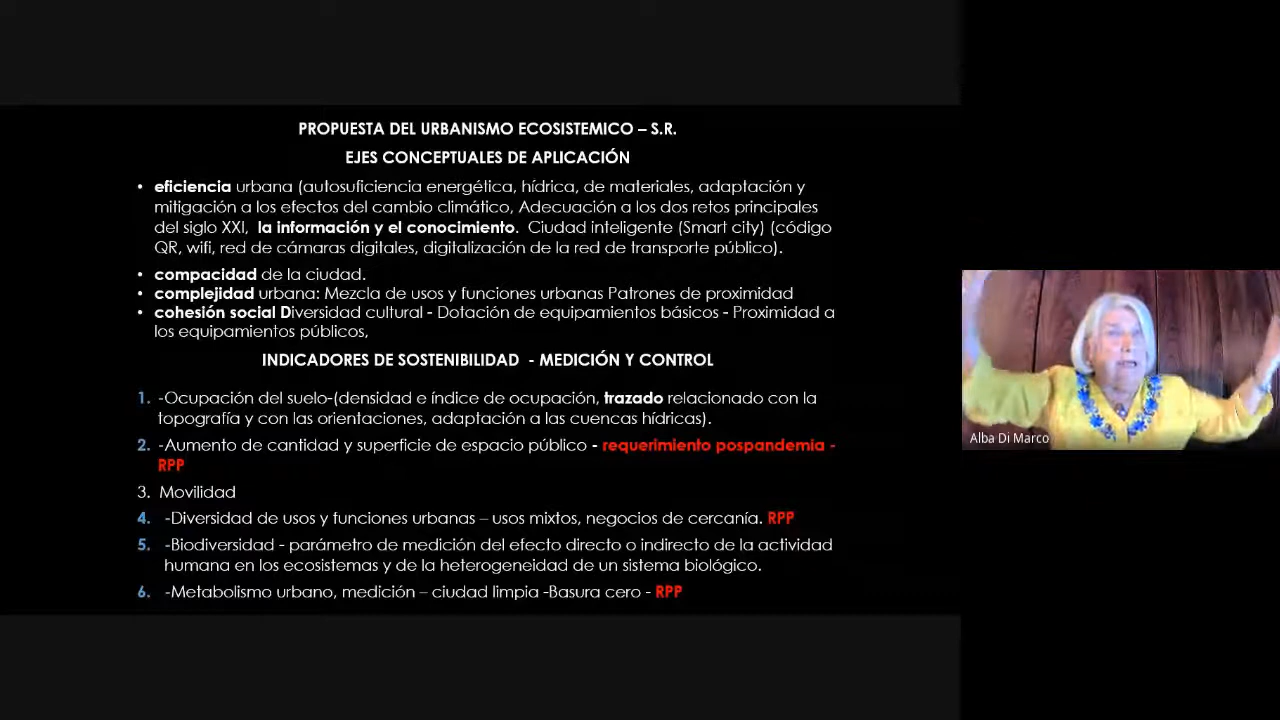 PROPUESTA DEL URBANISMO ECOSISTEMICO – S.R.
EJES CONCEPTUALES DE APLICACIÓN
• eficiencia urbana (autosuficiencia energética, hídrica, de materiales, adaptación y
mitigación a los efectos del cambio climático, Adecuación a los dos retos principales
del siglo XXI, la información y el conocimiento. Ciudad inteligente (Smart city) (código
QR, wifi, red de cámaras digitales, digitalización de la red de transporte público).
• compacidad de la ciudad.
• complejidad urbana: Mezcla de usos y funciones urbanas Patrones de proximidad
• cohesión social Diversidad cultural - Dotación de equipamientos básicos - Proximidad a
los equipamientos públicos,
INDICADORES DE SOSTENIBILIDAD - MEDICIÓN Y CONTROL
1. -Ocupación del suelo-(densidad e índice de ocupación, trazado relacionado con la
topografía y con las orientaciones, adaptación a las cuencas hídricas).
2. -Aumento de cantidad y superficie de espacio público - requerimiento pospandemia -
RPP
3. Movilidad
4. -Diversidad de usos y funciones urbanas – usos mixtos, negocios de cercanía. RPP
5. -Biodiversidad - parámetro de medición del efecto directo o indirecto de la actividad
humana en los ecosistemas y de la heterogeneidad de un sistema biológico.
6. -Metabolismo urbano, medición – ciudad limpia -Basura cero - RPP
Alba Di Marco